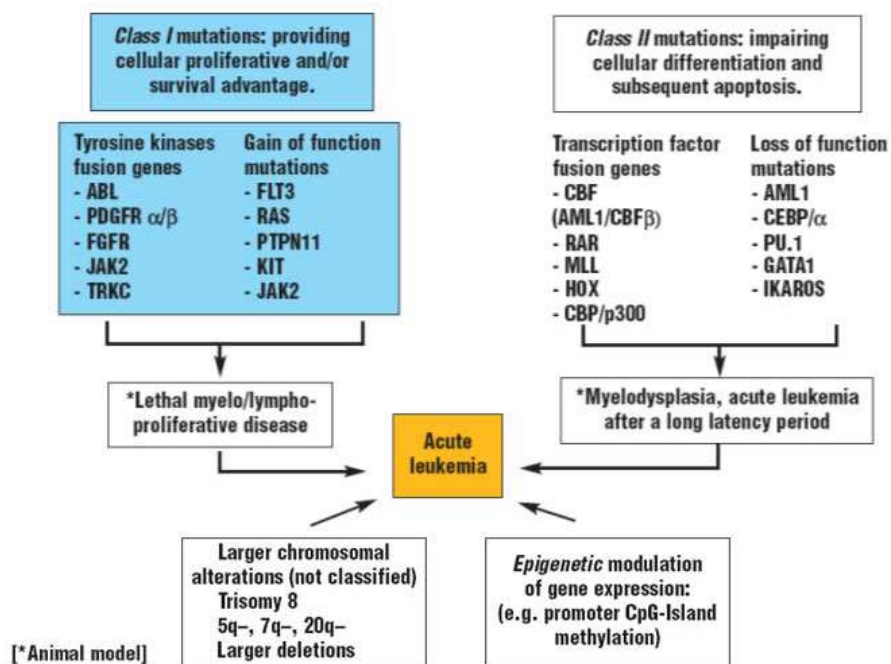 Class I mutations: providing
cellular proliferative and/or
survival advantage.
Class II mutations: impairing
cellular differentiation and
subsequent apoptosis.
Tyrosine kinases
fusion genes
- ABL
- PDGFR α/β
- FGFR
- JAK2
- TRKC
Gain of function
mutations
- FLT3
- RAS
- PTPN11
- KIT
- JAK2
Transcription factor
fusion genes
- CBF
(AML1/CBFβ)
- RAR
- MLL
- HOX
- CBP/p300
Loss of function
mutations
- AML1
- CEBP/α
- PU.1
- GATA1
- IKAROS
*Lethal myelo/lympho-
proliferative disease
*Myelodysplasia, acute leukemia
after a long latency period
Acute
leukemia
Larger chromosomal
alterations (not classified)
Trisomy 8
5q–, 7q–, 20q–
Larger deletions
Epigenetic modulation
of gene expression:
(e.g. promoter CpG-Island
methylation)
[*Animal model]